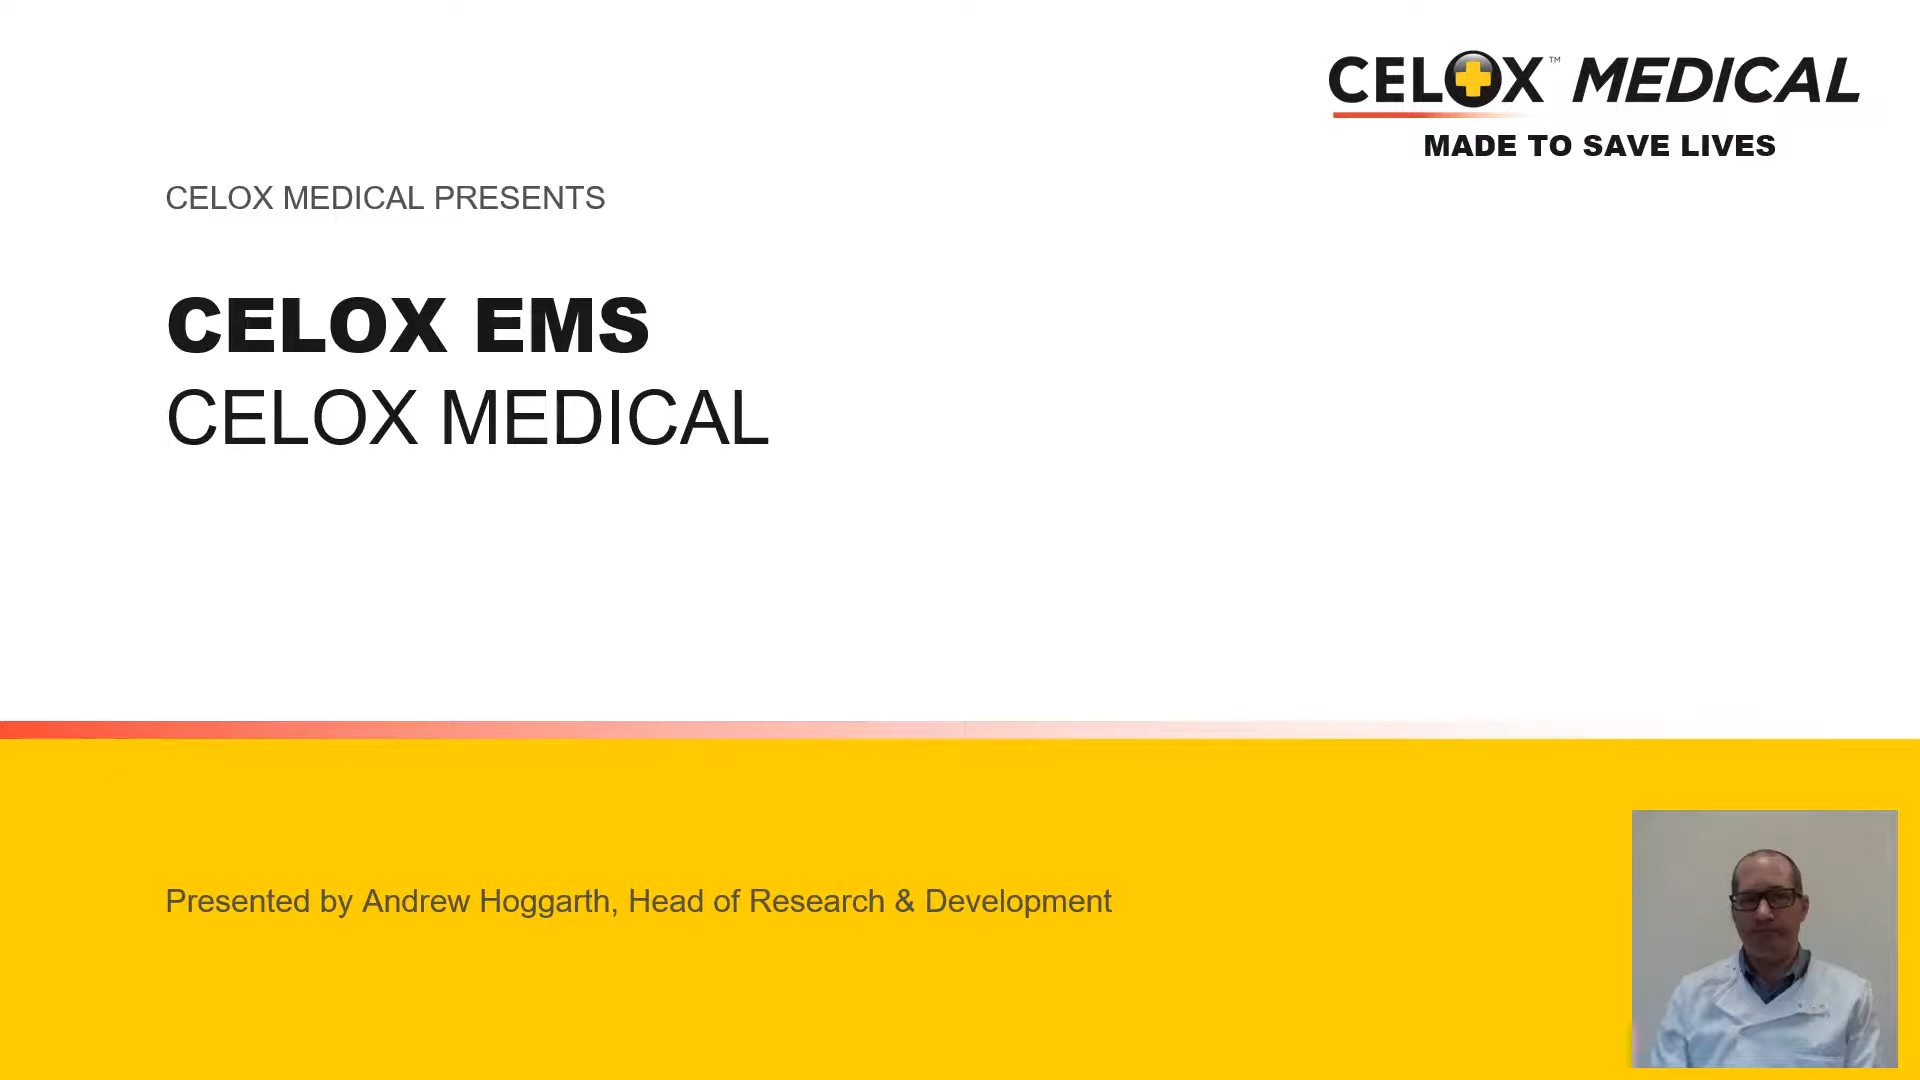 CELOX™ MEDICAL
MADE TO SAVE LIVES
CELOX MEDICAL PRESENTS
CELOX EMS
CELOX MEDICAL
Presented by Andrew Hoggarth, Head of Research & Development